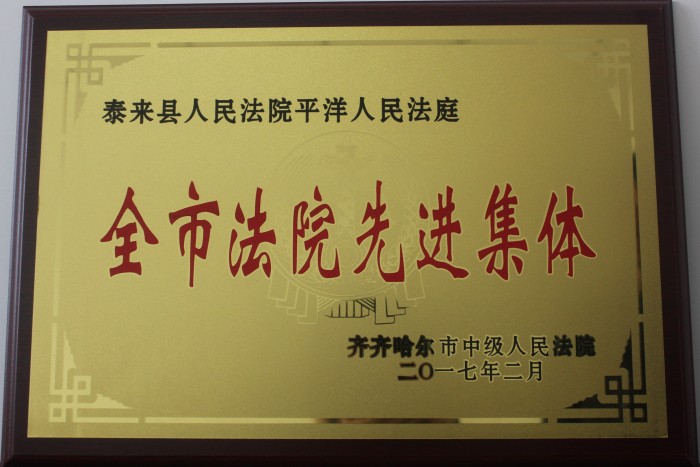 泰来县人民法院平洋人民法庭
全市法院先进集体
齐齐哈尔市中级人民法院
二〇一七年二月